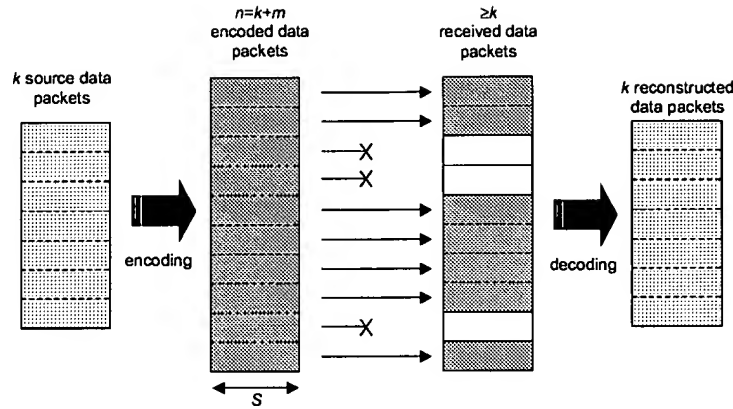 k source data
packets
n=k+m
encoded data
packets
≥k
received data
packets
k reconstructed
data packets
encoding
decoding
S